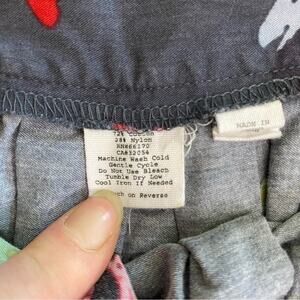 72% Cotton
28% Nylon
RN#66170
CA#32054
Machine Wash Cold
Gentle Cycle
Do Not Use Bleach
Tumble Dry Low
Cool Iron If Needed
on Reverse
MADE IN